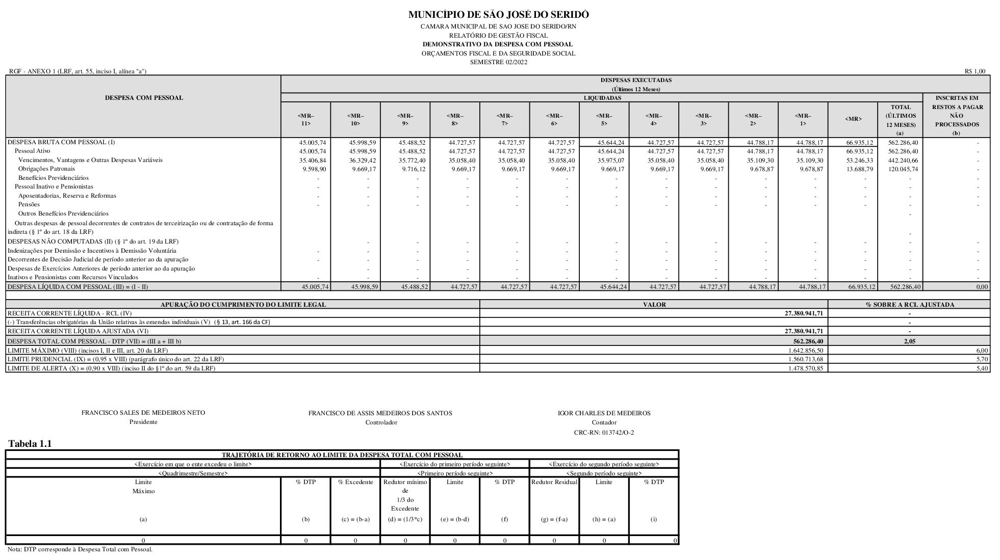 MUNICÍPIO DE SÃO JOSÉ DO SERIDÓ
CAMARA MUNICIPAL DE SAO JOSE DO SERIDO/RN
RELATÓRIO DE GESTÃO FISCAL
DEMONSTRATIVO DA DESPESA COM PESSOAL
ORÇAMENTOS FISCAL E DA SEGURIDADE SOCIAL
SEMESTRE 02/2022
RGF - ANEXO 1 (LRF, art. 55, inciso I, alínea "a") R$ 1,00
DESPESA COM PESSOAL
DESPESAS EXECUTADAS
(Últimos 12 Meses)
LIQUIDADAS
<MR–11> <MR–10> <MR–9> <MR–8> <MR–7> <MR–6> <MR–5> <MR–4> <MR–3> <MR–2> <MR–1> <MR> TOTAL (ÚLTIMOS 12 MESES) (a) INSCRITAS EM RESTOS A PAGAR NÃO PROCESSADOS (b)
DESPESA BRUTA COM PESSOAL (I) 45.005,74 45.998,59 45.488,52 44.727,57 44.727,57 44.727,57 45.644,24 44.727,57 44.727,57 44.788,17 44.788,17 66.935,12 562.286,40 -
Pessoal Ativo 45.005,74 45.998,59 45.488,52 44.727,57 44.727,57 44.727,57 45.644,24 44.727,57 44.727,57 44.788,17 44.788,17 66.935,12 562.286,40 -
Vencimentos, Vantagens e Outras Despesas Variáveis 35.406,84 36.329,42 35.772,40 35.058,40 35.058,40 35.058,40 35.975,07 35.058,40 35.058,40 35.109,30 35.109,30 53.246,33 442.240,66 -
Obrigações Patronais 9.598,90 9.669,17 9.716,12 9.669,17 9.669,17 9.669,17 9.669,17 9.669,17 9.669,17 9.678,87 9.678,87 13.688,79 120.045,74 -
Benefícios Previdenciários - - - - - - - - - - - - - -
Pessoal Inativo e Pensionistas - - - - - - - - - - - - - -
Aposentadorias, Reserva e Reformas - - - - - - - - - - - - - -
Pensões - - - - - - - - - - - - - -
Outros Benefícios Previdenciários -
Outras despesas de pessoal decorrentes de contratos de terceirização ou de contratação de forma
indireta (§ 1º do art. 18 da LRF) -
DESPESAS NÃO COMPUTADAS (II) (§ 1º do art. 19 da LRF) - - - - - - - - - - - - -
Indenizações por Demissão e Incentivos à Demissão Voluntária - - - - - - - - - - - - - -
Decorrentes de Decisão Judicial de período anterior ao da apuração - - - - - - - - - - - - - -
Despesas de Exercícios Anteriores de período anterior ao da apuração - - - - - - - - - - - - -
Inativos e Pensionistas com Recursos Vinculados - - - - - - - - - - - - - -
DESPESA LÍQUIDA COM PESSOAL (III) = (I - II) 45.005,74 45.998,59 45.488,52 44.727,57 44.727,57 44.727,57 45.644,24 44.727,57 44.727,57 44.788,17 44.788,17 66.935,12 562.286,40 0,00
APURAÇÃO DO CUMPRIMENTO DO LIMITE LEGAL VALOR % SOBRE A RCL AJUSTADA
RECEITA CORRENTE LÍQUIDA - RCL (IV) 27.380.941,71 -
(-) Transferências obrigatórias da União relativas às emendas individuais (V) (§ 13, art. 166 da CF) -
RECEITA CORRENTE LÍQUIDA AJUSTADA (VI) 27.380.941,71 -
DESPESA TOTAL COM PESSOAL - DTP (VII) = (III a + III b) 562.286,40 2,05
LIMITE MÁXIMO (VIII) (incisos I, II e III, art. 20 da LRF) 1.642.856,50 6,00
LIMITE PRUDENCIAL (IX) = (0,95 x VIII) (parágrafo único do art. 22 da LRF) 1.560.713,68 5,70
LIMITE DE ALERTA (X) = (0,90 x VIII) (inciso II do §1º do art. 59 da LRF) 1.478.570,85 5,40
FRANCISCO SALES DE MEDEIROS NETO FRANCISCO DE ASSIS MEDEIROS DOS SANTOS IGOR CHARLES DE MEDEIROS
Presidente Controlador Contador
CRC-RN: 013742/O-2
Tabela 1.1
TRAJETÓRIA DE RETORNO AO LIMITE DA DESPESA TOTAL COM PESSOAL
<Exercício em que o ente excedeu o limite> <Exercício do primeiro período seguinte> <Exercício do segundo período seguinte>
<Quadrimestre/Semestre> <Primeiro período seguinte> <Segundo período seguinte>
Limite % DTP % Excedente Redutor mínimo Limite % DTP Redutor Residual Limite % DTP
Máximo de
1/3 do
Excedente
(a) (b) (c) = (b-a) (d) = (1/3*c) (e) = (b-d) (f) (g) = (f-a) (h) = (a) (i)
0 0 0 0 0 0 0 0 0
Nota: DTP corresponde à Despesa Total com Pessoal.